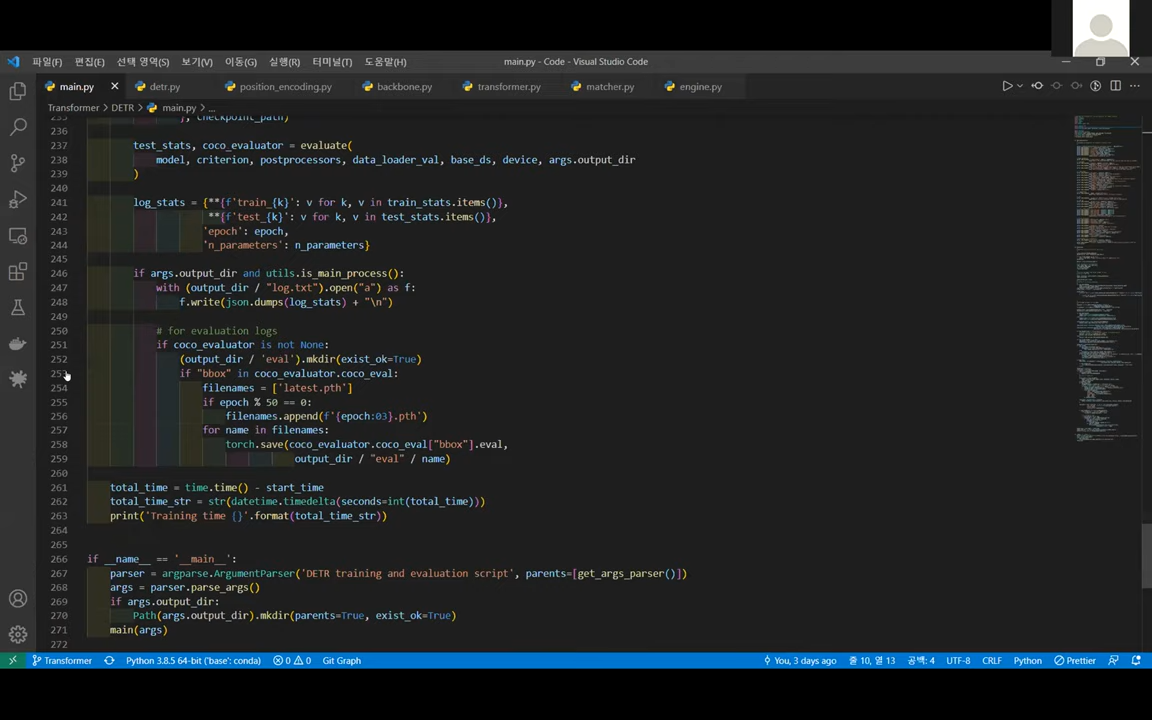 파일(F) 편집(E) 선택 영역(S) 보기(V) 이동(G) 실행(R) 터미널(T) 도움말(H) main.py - Code - Visual Studio Code
main.py detr.py position_encoding.py backbone.py transformer.py matcher.py engine.py
Transformer > DETR > main.py > ...
235 }, checkpoint_path)
236
237 test_stats, coco_evaluator = evaluate(
238 model, criterion, postprocessors, data_loader_val, base_ds, device, args.output_dir
239 )
240
241 log_stats = {**{f'train_{k}': v for k, v in train_stats.items()},
242 **{f'test_{k}': v for k, v in test_stats.items()},
243 'epoch': epoch,
244 'n_parameters': n_parameters}
245
246 if args.output_dir and utils.is_main_process():
247 with (output_dir / "log.txt").open("a") as f:
248 f.write(json.dumps(log_stats) + "\n")
249
250 # for evaluation logs
251 if coco_evaluator is not None:
252 (output_dir / 'eval').mkdir(exist_ok=True)
253 if "bbox" in coco_evaluator.coco_eval:
254 filenames = ['latest.pth']
255 if epoch % 50 == 0:
256 filenames.append(f'{epoch:03}.pth')
257 for name in filenames:
258 torch.save(coco_evaluator.coco_eval["bbox"].eval,
259 output_dir / "eval" / name)
260
261 total_time = time.time() - start_time
262 total_time_str = str(datetime.timedelta(seconds=int(total_time)))
263 print('Training time {}'.format(total_time_str))
264
265
266 if __name__ == '__main__':
267 parser = argparse.ArgumentParser('DETR training and evaluation script', parents=[get_args_parser()])
268 args = parser.parse_args()
269 if args.output_dir:
270 Path(args.output_dir).mkdir(parents=True, exist_ok=True)
271 main(args)
272
Transformer Python 3.8.5 64-bit ('base': conda) 0 0 Git Graph You, 3 days ago 줄 10, 열 13 공백: 4 UTF-8 CRLF Python Prettier